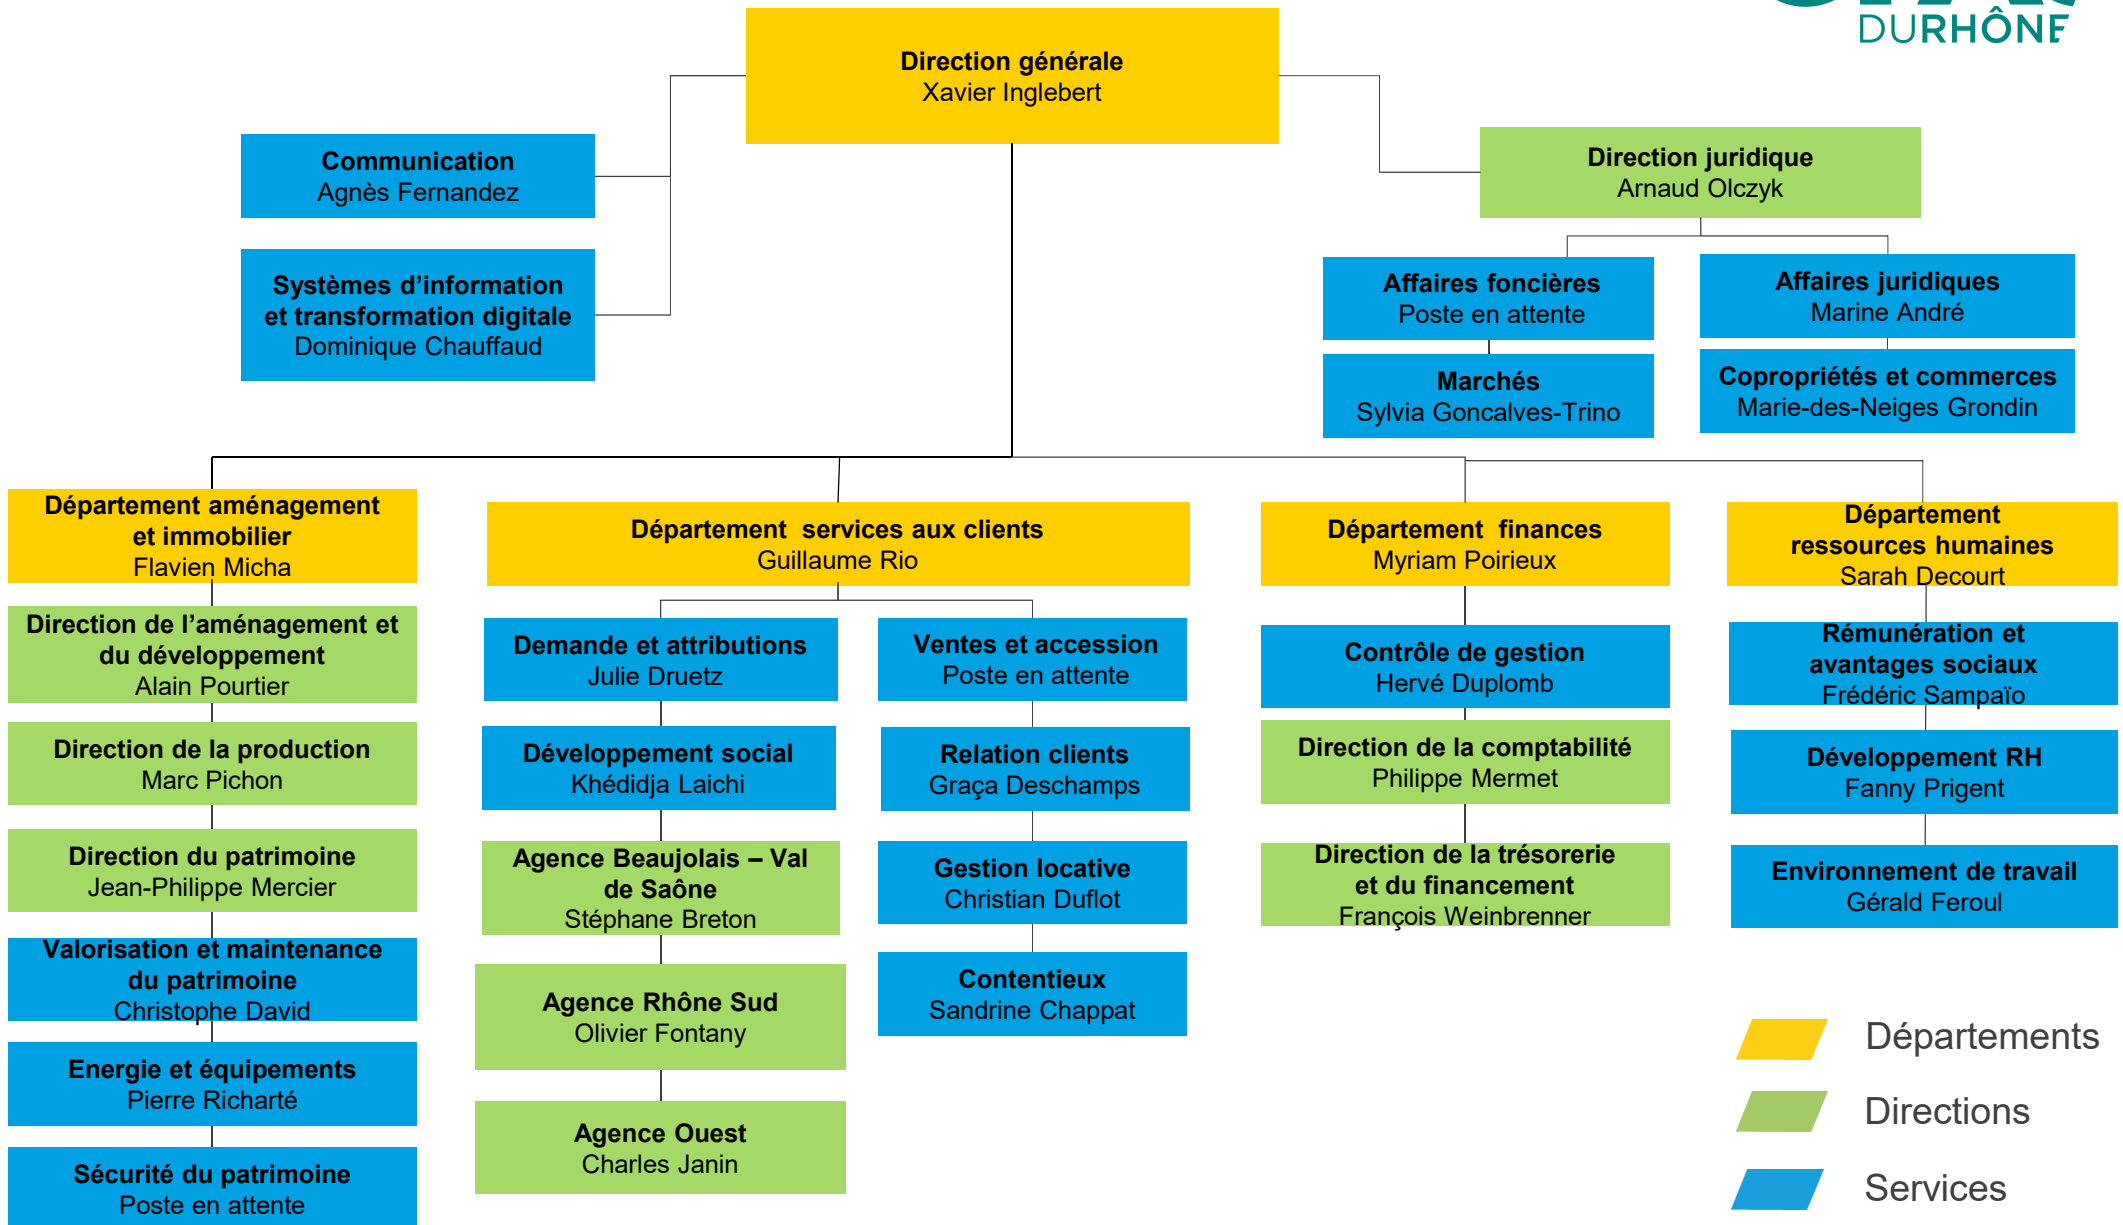 DURHÔNE
Direction générale
Xavier Inglebert
Communication
Agnès Fernandez
Direction juridique
Arnaud Olczyk
Systèmes d’information
et transformation digitale
Dominique Chauffaud
Affaires foncières
Poste en attente
Affaires juridiques
Marine André
Marchés
Sylvia Goncalves-Trino
Copropriétés et commerces
Marie-des-Neiges Grondin
Département aménagement
et immobilier
Flavien Micha
Direction de l’aménagement et
du développement
Alain Pourtier
Direction de la production
Marc Pichon
Direction du patrimoine
Jean-Philippe Mercier
Valorisation et maintenance
du patrimoine
Christophe David
Energie et équipements
Pierre Richarté
Sécurité du patrimoine
Poste en attente
Département services aux clients
Guillaume Rio
Demande et attributions
Julie Druetz
Développement social
Khédidja Laichi
Agence Beaujolais – Val
de Saône
Stéphane Breton
Agence Rhône Sud
Olivier Fontany
Agence Ouest
Charles Janin
Ventes et accession
Poste en attente
Relation clients
Graça Deschamps
Gestion locative
Christian Duflot
Contentieux
Sandrine Chappat
Département finances
Myriam Poirieux
Contrôle de gestion
Hervé Duplomb
Direction de la comptabilité
Philippe Mermet
Direction de la trésorerie
et du financement
François Weinbrenner
Département
ressources humaines
Sarah Decourt
Rémunération et
avantages sociaux
Frédéric Sampaïo
Développement RH
Fanny Prigent
Environnement de travail
Gérald Feroul
Départements
Directions
Services